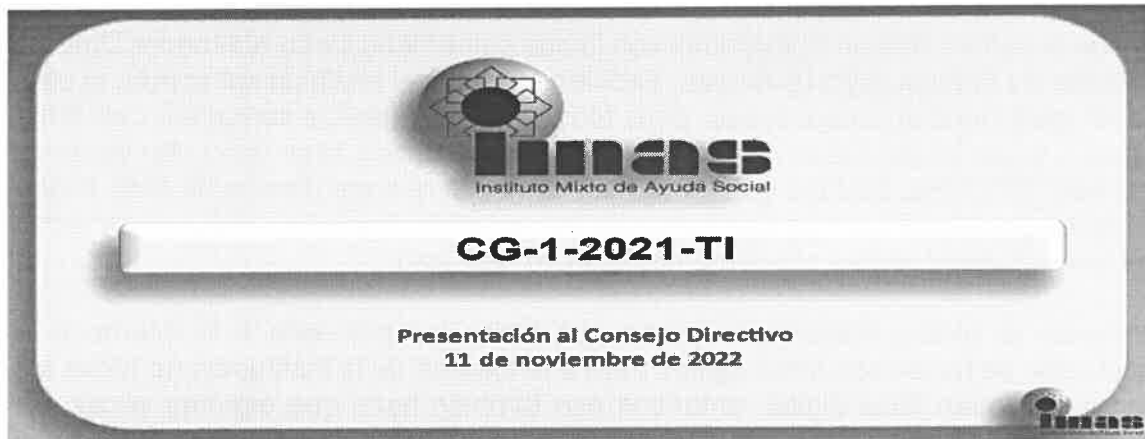 imas
Instituto Mixto de Ayuda Social
CG-1-2021-TI
Presentación al Consejo Directivo
11 de noviembre de 2022
imas